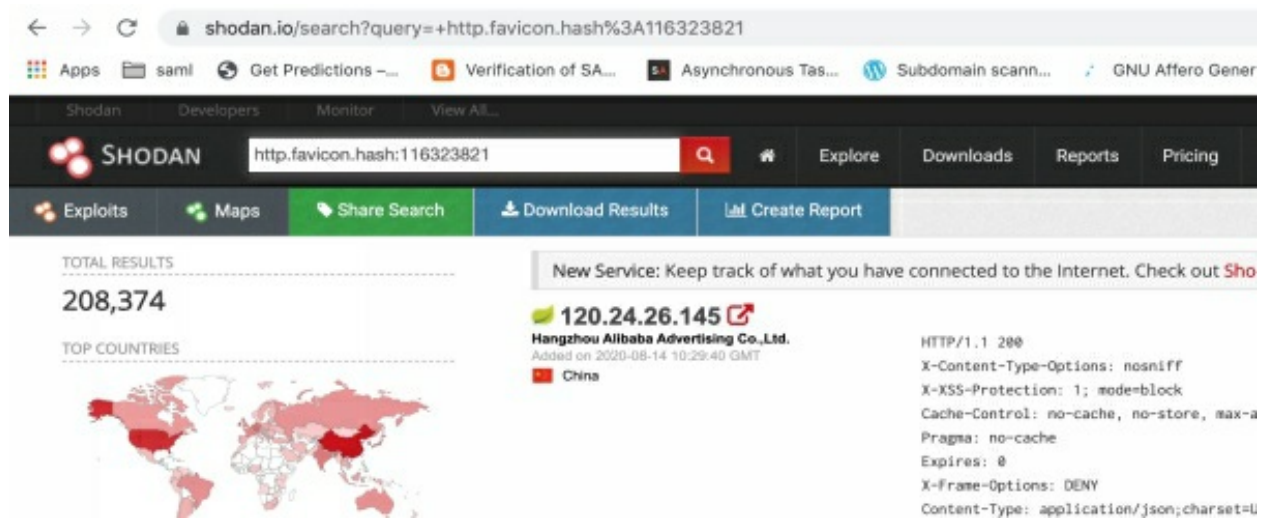 shodan.io/search?query=+http.favicon.hash%3A116323821
Apps saml Get Predictions –... Verification of SA... Asynchronous Tas... Subdomain scann... GNU Affero Gener
Shodan Developers Monitor View All...
SHODAN http.favicon.hash:116323821 Explore Downloads Reports Pricing
Exploits Maps Share Search Download Results Create Report
TOTAL RESULTS
208,374
TOP COUNTRIES
New Service: Keep track of what you have connected to the Internet. Check out Sho
120.24.26.145
Hangzhou Alibaba Advertising Co.,Ltd.
Added on 2020-08-14 10:29:40 GMT
China
HTTP/1.1 200
X-Content-Type-Options: nosniff
X-XSS-Protection: 1; mode=block
Cache-Control: no-cache, no-store, max-a
Pragma: no-cache
Expires: 0
X-Frame-Options: DENY
Content-Type: application/json;charset=U